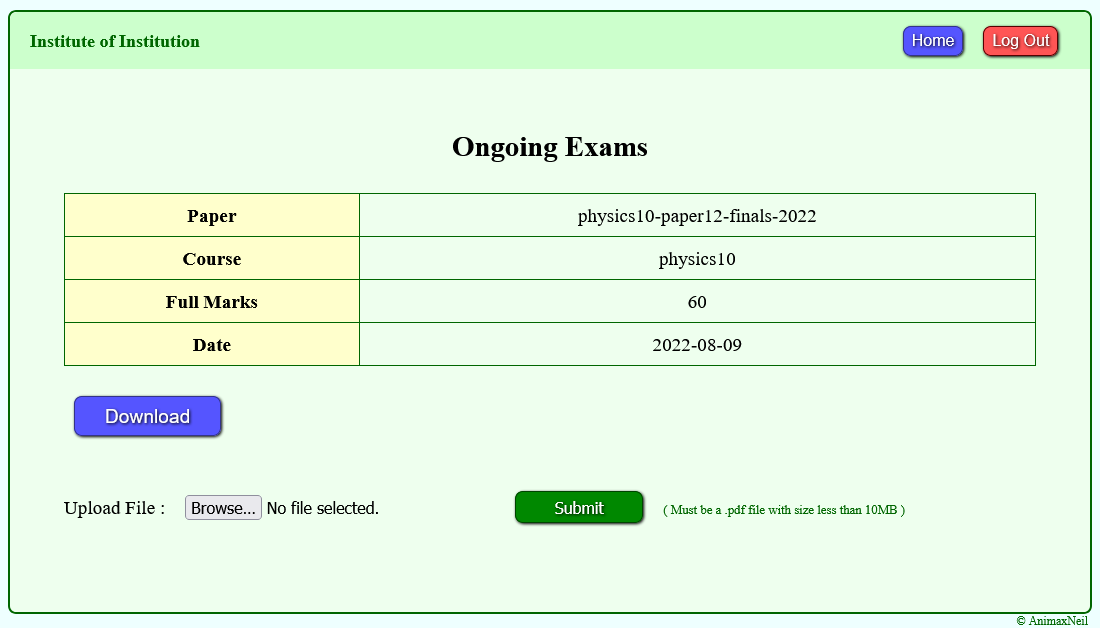 Institute of Institution Home Log Out
Ongoing Exams
Paper physics10-paper12-finals-2022
Course physics10
Full Marks 60
Date 2022-08-09
Download
Upload File : Browse... No file selected. Submit ( Must be a .pdf file with size less than 10MB )
© AnimaxNeil